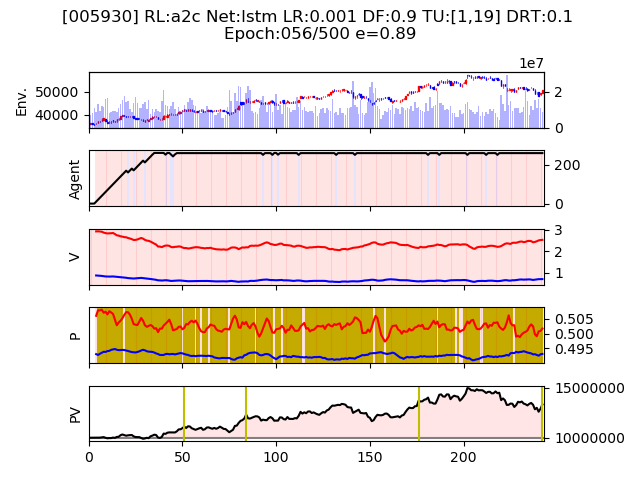 [005930] RL:a2c Net:lstm LR:0.001 DF:0.9 TU:[1,19] DRT:0.1
Epoch:056/500 e=0.89
1e7
Env.
50000
40000
2
0
Agent
200
0
V
3
2
1
P
0.505
0.500
0.495
PV
15000000
10000000
0 50 100 150 200